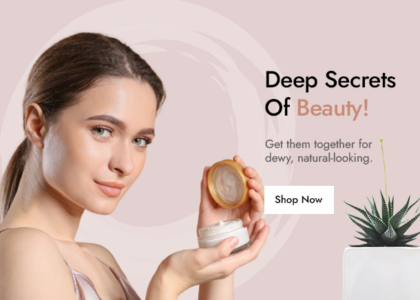 Deep Secrets
Of Beauty!
Get them together for
dewy, natural-looking.
Shop Now